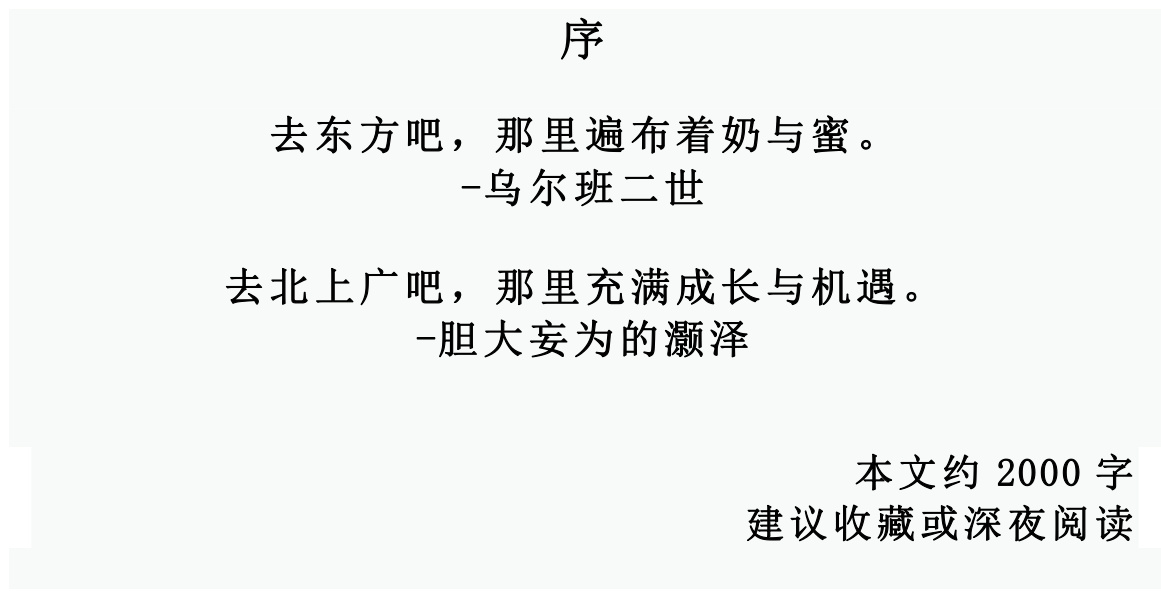 序
去东方吧，那里遍布着奶与蜜。
-乌尔班二世
去北上广吧，那里充满成长与机遇。
-胆大妄为的灏泽
本文约 2000 字
建议收藏或深夜阅读